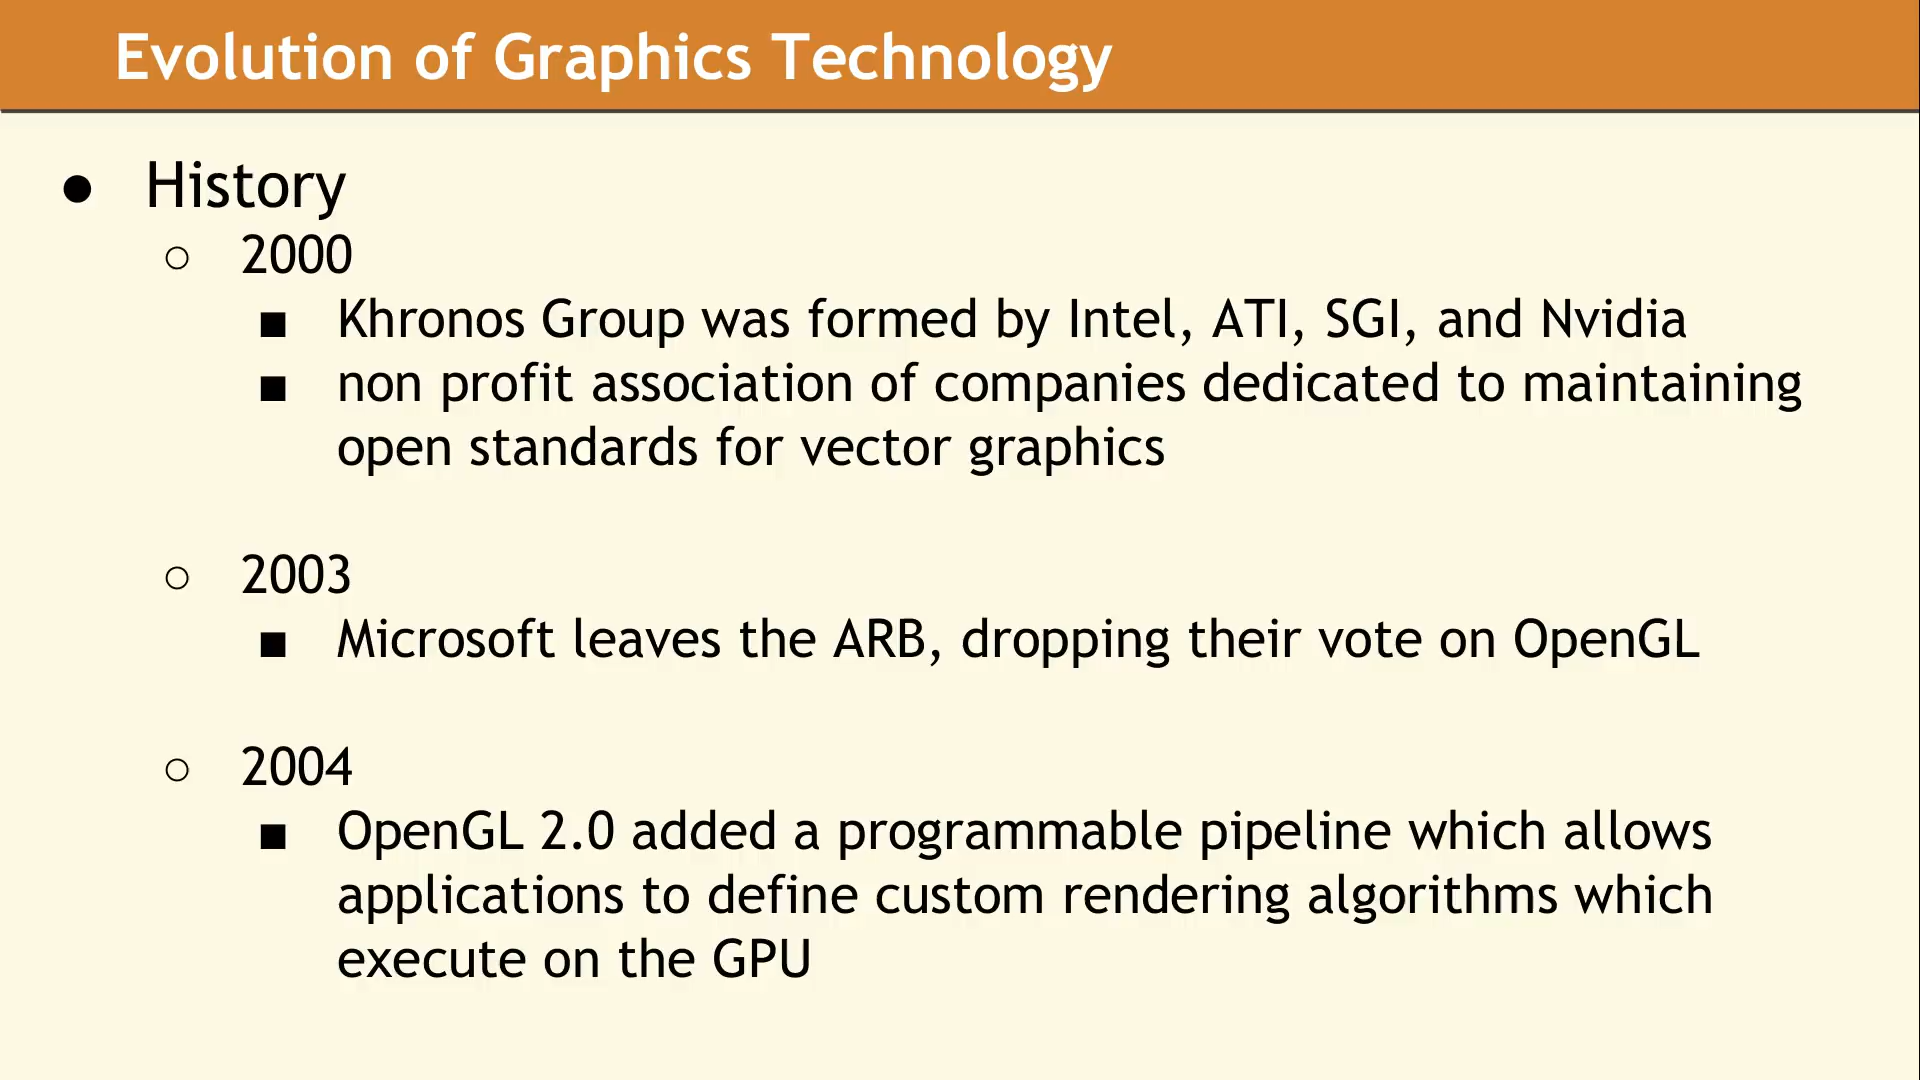 Evolution of Graphics Technology
● History
○ 2000
■ Khronos Group was formed by Intel, ATI, SGI, and Nvidia
■ non profit association of companies dedicated to maintaining
open standards for vector graphics
○ 2003
■ Microsoft leaves the ARB, dropping their vote on OpenGL
○ 2004
■ OpenGL 2.0 added a programmable pipeline which allows
applications to define custom rendering algorithms which
execute on the GPU